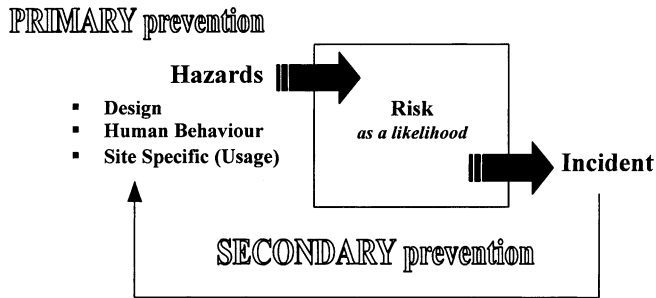 PRIMARY prevention
Hazards
▪ Design
▪ Human Behaviour
▪ Site Specific (Usage)
Risk
as a likelihood
Incident
SECONDARY prevention